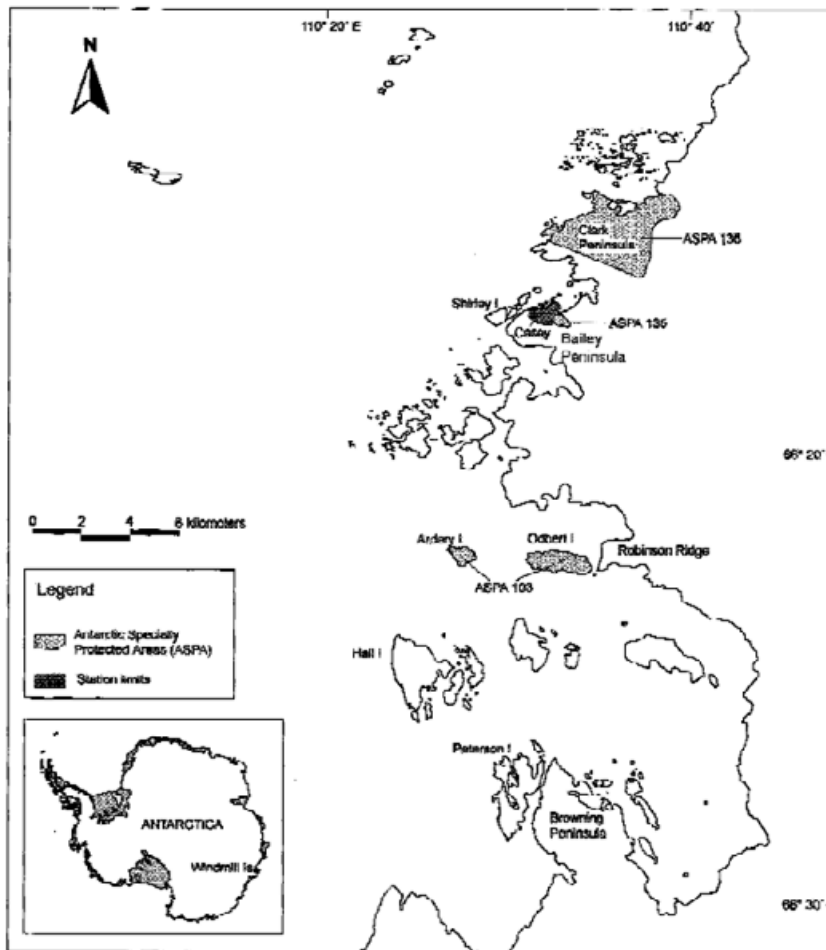 110° 20 E
110° 40'
N
Clark
Peninsula
ASPA 136
Shirley I
ASPA 135
Casey
Bailey
Peninsula
66° 20'
0 2 4 6 kilometers
Ardery I
Odbert I
Robinson Ridge
ASPA 103
Legend
Antarctic Specially
Protected Areas (ASPA)
Station limits
Hall I
Peterson I
Browning
Peninsula
ANTARCTICA
Windmill Is
66° 30'